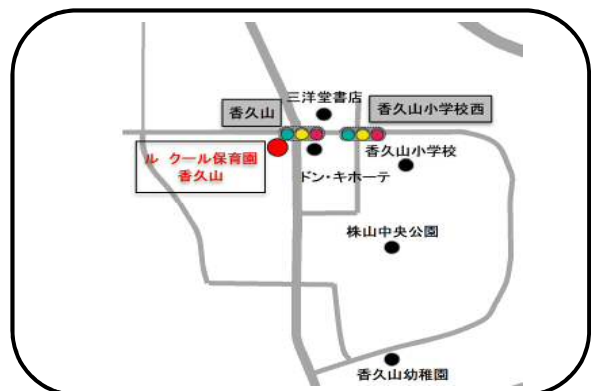 三洋堂書店
香久山
香久山小学校西
ル クール保育園
香久山
ドン・キホーテ
香久山小学校
株山中央公園
香久山幼稚園